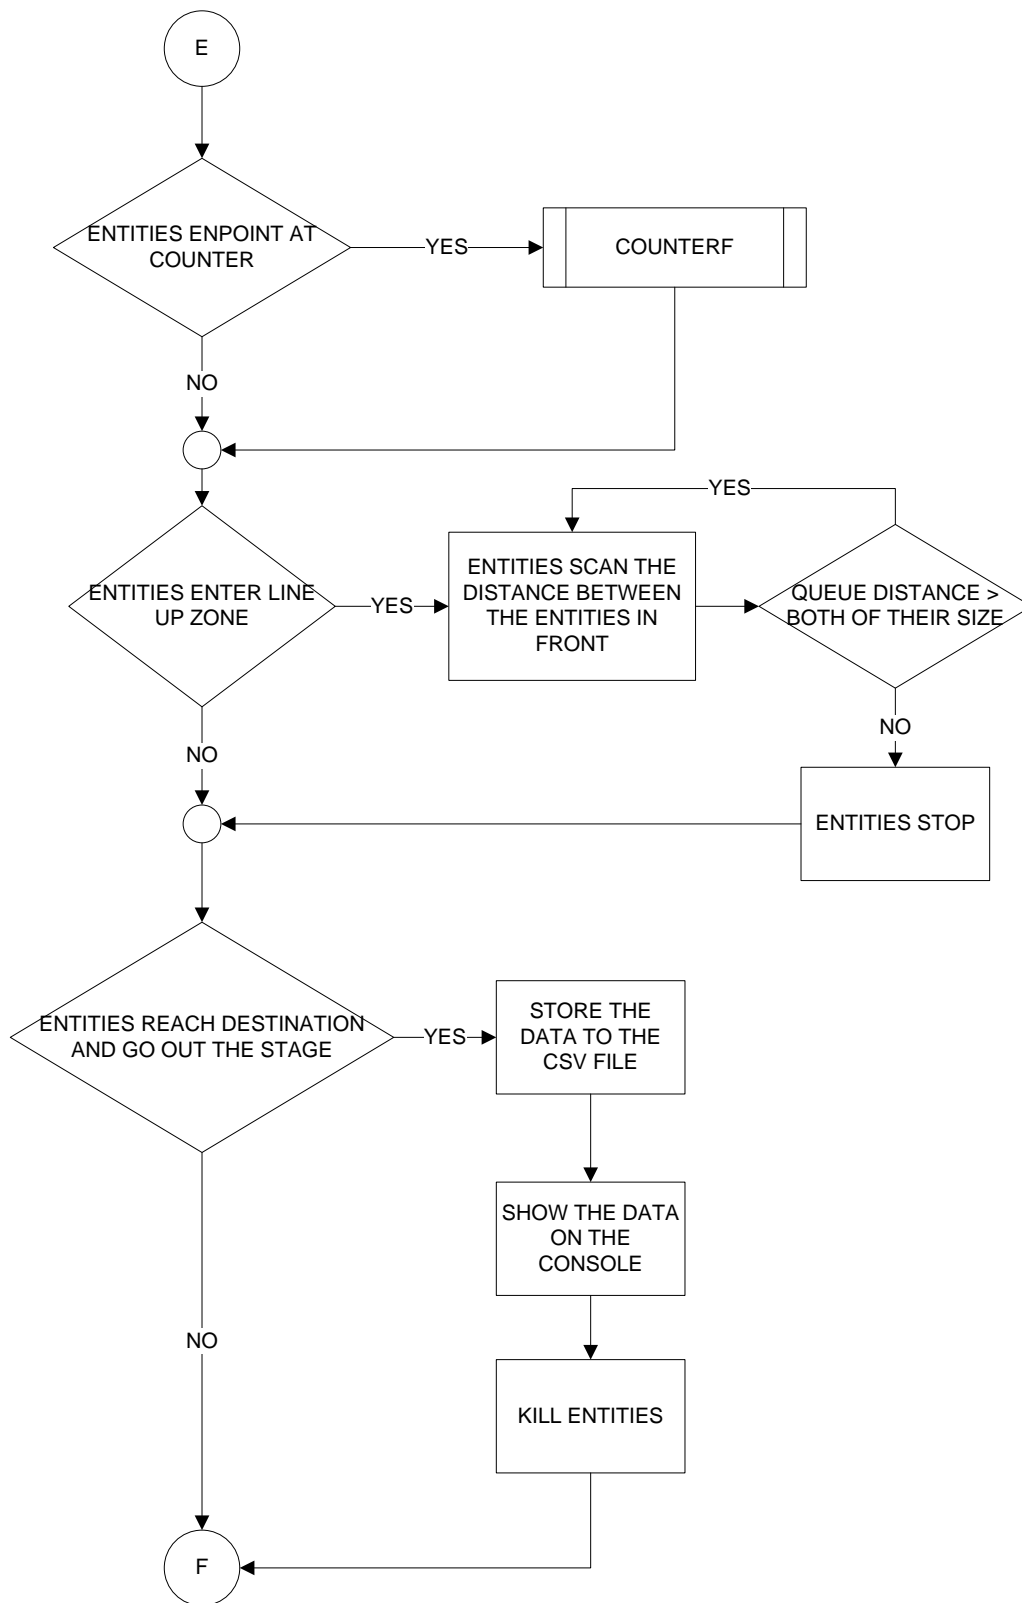 E
ENTITIES ENPOINT AT
COUNTER
YES
COUNTERF
NO
YES
ENTITIES ENTER LINE
UP ZONE
YES
ENTITIES SCAN THE
DISTANCE BETWEEN
THE ENTITIES IN
FRONT
QUEUE DISTANCE >
BOTH OF THEIR SIZE
NO
NO
ENTITIES STOP
ENTITIES REACH DESTINATION
AND GO OUT THE STAGE
YES
STORE THE
DATA TO THE
CSV FILE
SHOW THE DATA
ON THE
CONSOLE
NO
KILL ENTITIES
F